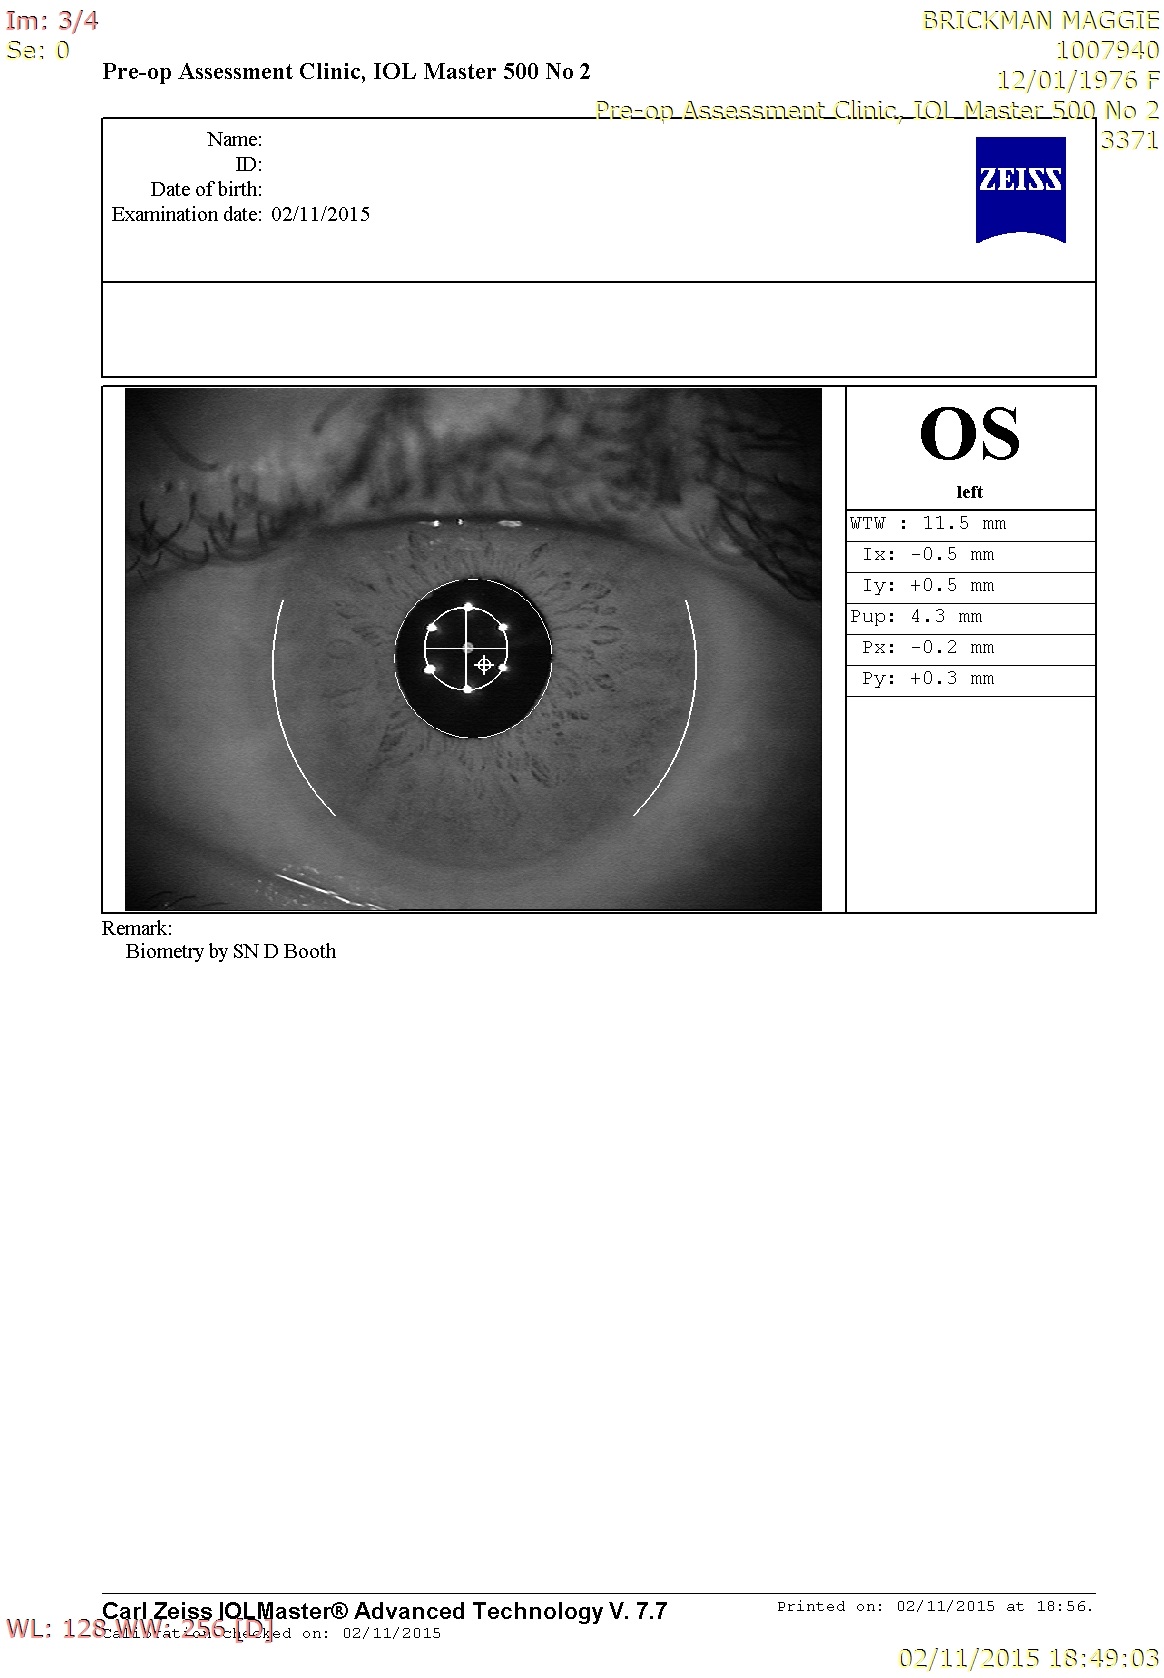 Im: 3/4
Se: 0
BRICKMAN MAGGIE
1007940
12/01/1976 F
Pre-op Assessment Clinic, IOL Master 500 No 2
3371
Pre-op Assessment Clinic, IOL Master 500 No 2
Name:
ID:
Date of birth:
Examination date: 02/11/2015
ZEISS
OS
left
WTW : 11.5 mm
Ix: -0.5 mm
Iy: +0.5 mm
Pup: 4.3 mm
Px: -0.2 mm
Py: +0.3 mm
Remark:
Biometry by SN D Booth
Carl Zeiss IOLMaster® Advanced Technology V. 7.7
Printed on: 02/11/2015 at 18:56.
WL: 128 WW: 256 [D]
Calibration checked on: 02/11/2015
02/11/2015 18:49:03